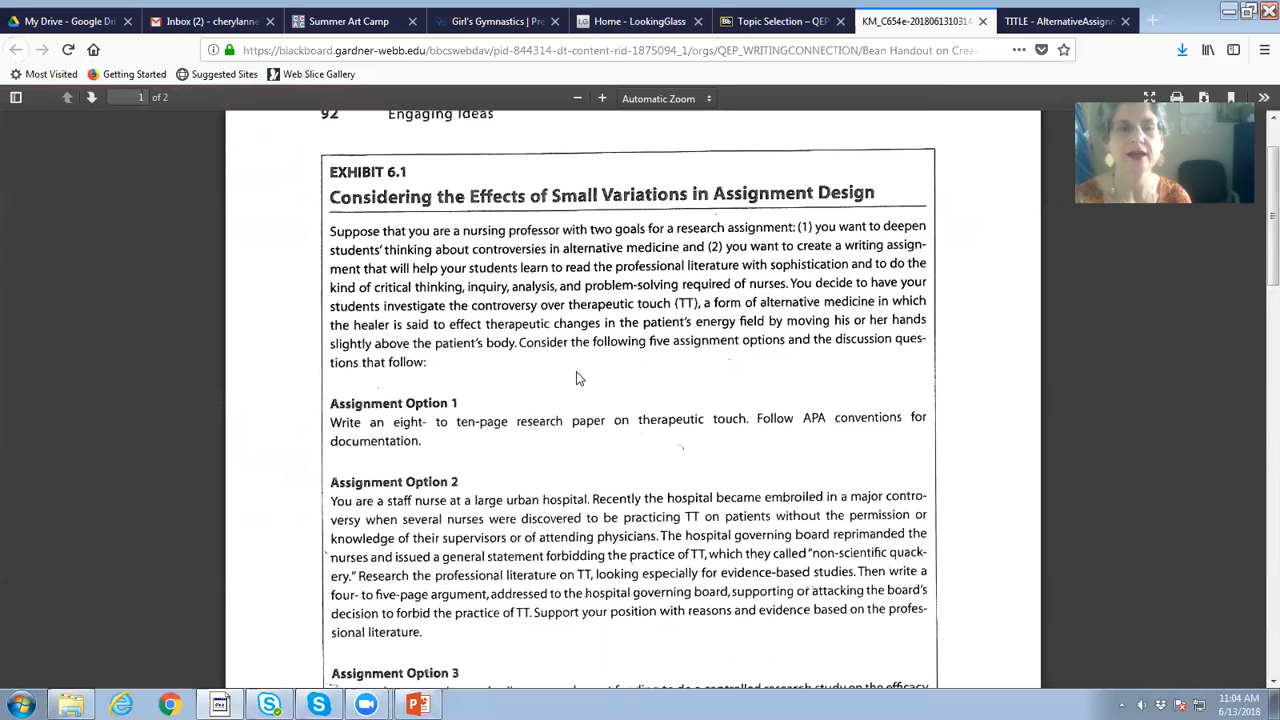 My Drive - Google Dri
Inbox (2) - cherylanne
Summer Art Camp
Girl's Gymnastics | Pre
Home - LookingGlass
Topic Selection – QEP
KM_C654e-2018061310314
TITLE - AlternativeAssign
https://blackboard.gardner-webb.edu/bbcswebdav/pid-844314-dt-content-rid-1875094_1/orgs/QEP_WRITINGCONNECTION/Bean Handout on Crea
Most Visited
Getting Started
Suggested Sites
Web Slice Gallery
1 of 2
Automatic Zoom
92 Engaging Ideas
EXHIBIT 6.1
Considering the Effects of Small Variations in Assignment Design
Suppose that you are a nursing professor with two goals for a research assignment: (1) you want to deepen
students' thinking about controversies in alternative medicine and (2) you want to create a writing assign-
ment that will help your students learn to read the professional literature with sophistication and to do the
kind of critical thinking, inquiry, analysis, and problem-solving required of nurses. You decide to have your
students investigate the controversy over therapeutic touch (TT), a form of alternative medicine in which
the healer is said to effect therapeutic changes in the patient's energy field by moving his or her hands
slightly above the patient's body. Consider the following five assignment options and the discussion ques-
tions that follow:
Assignment Option 1
Write an eight- to ten-page research paper on therapeutic touch. Follow APA conventions for
documentation.
Assignment Option 2
You are a staff nurse at a large urban hospital. Recently the hospital became embroiled in a major contro-
versy when several nurses were discovered to be practicing TT on patients without the permission or
knowledge of their supervisors or of attending physicians. The hospital governing board reprimanded the
nurses and issued a general statement forbidding the practice of TT, which they called "non-scientific quack-
ery." Research the professional literature on TT, looking especially for evidence-based studies. Then write a
four- to five-page argument, addressed to the hospital governing board, supporting or attacking the board's
decision to forbid the practice of TT. Support your position with reasons and evidence based on the profes-
sional literature.
Assignment Option 3
11:04 AM
6/13/2018